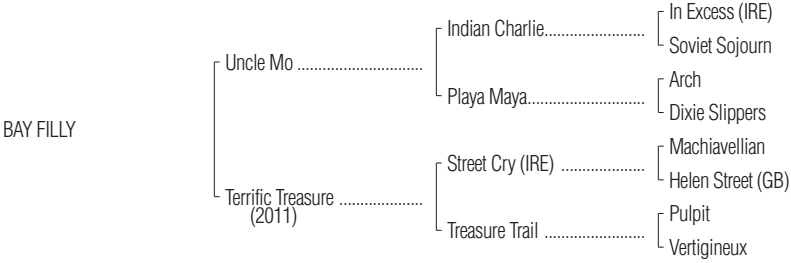 In Excess (IRE)
Indian Charlie.......................
Soviet Sojourn
Uncle Mo ..............................
Arch
Playa Maya............................
Dixie Slippers
BAY FILLY
Machiavellian
Street Cry (IRE) ....................
Helen Street (GB)
Terrific Treasure ....................
(2011)
Pulpit
Treasure Trail ........................
Vertigineux